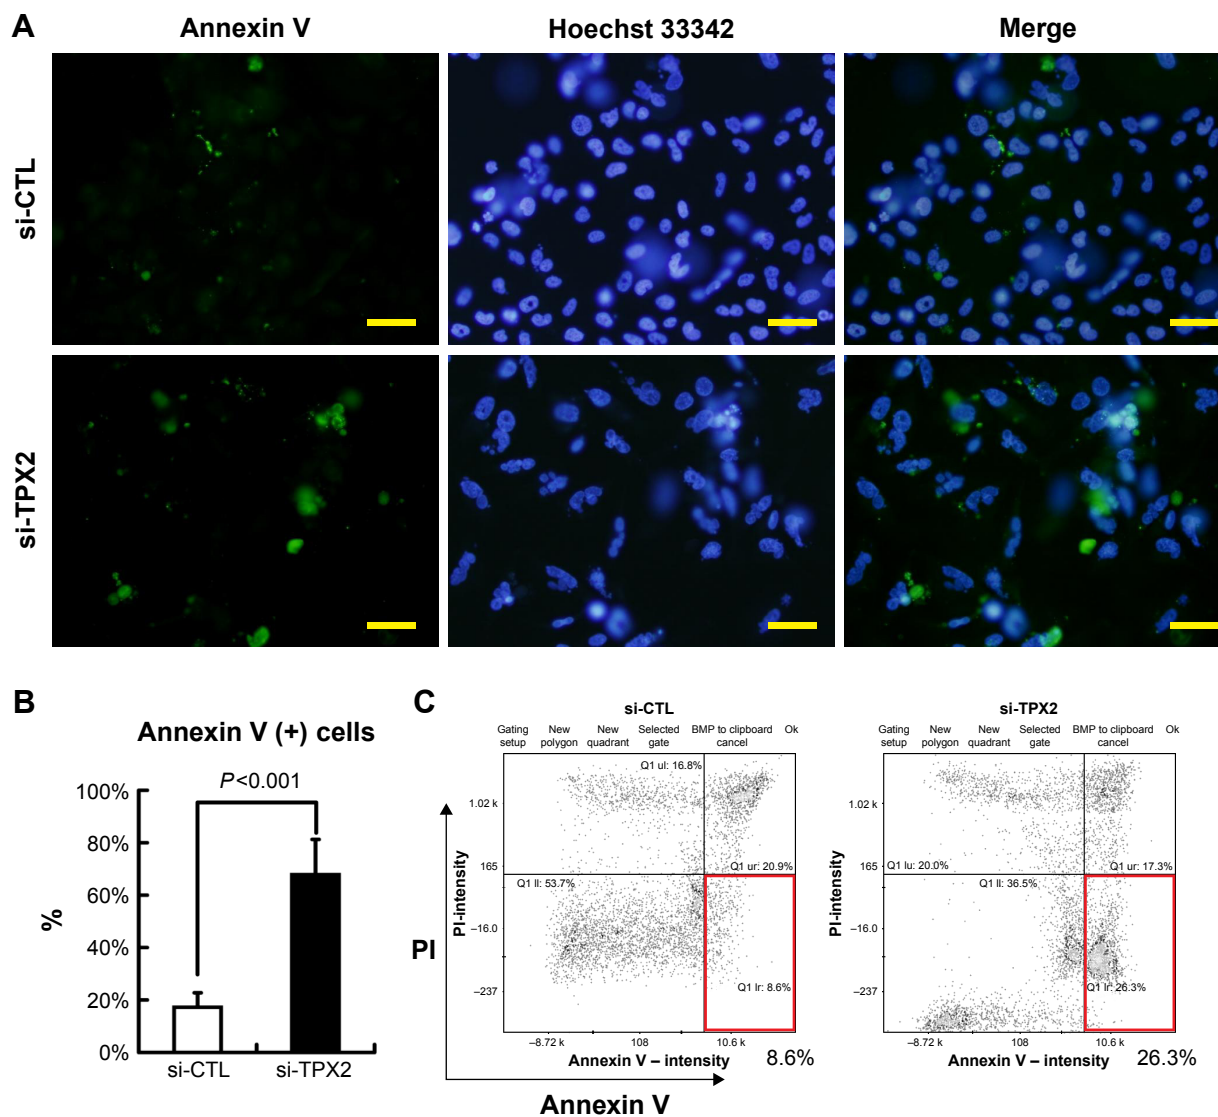 A
Annexin V
Hoechst 33342
Merge
si-CTL
si-TPX2
B
Annexin V (+) cells
P<0.001
100%
80%
60%
40%
20%
0%
%
si-CTL
si-TPX2
C
si-CTL
Gating setup
New polygon
New quadrant
Selected gate
BMP to clipboard cancel
Ok
Q1 ul: 16.8%
Q1 ur: 20.9%
Q1 ll: 53.7%
Q1 lr: 8.6%
1.02 k
165
–16.0
–237
PI-intensity
PI
–8.72 k
108
10.6 k
Annexin V – intensity
8.6%
Annexin V
si-TPX2
Gating setup
New polygon
New quadrant
Selected gate
BMP to clipboard cancel
Ok
Q1 lu: 20.0%
Q1 ur: 17.3%
Q1 ll: 36.5%
Q1 lr: 26.3%
1.02 k
165
–16.0
–237
PI-intensity
–8.72 k
108
10.6 k
Annexin V – intensity
26.3%